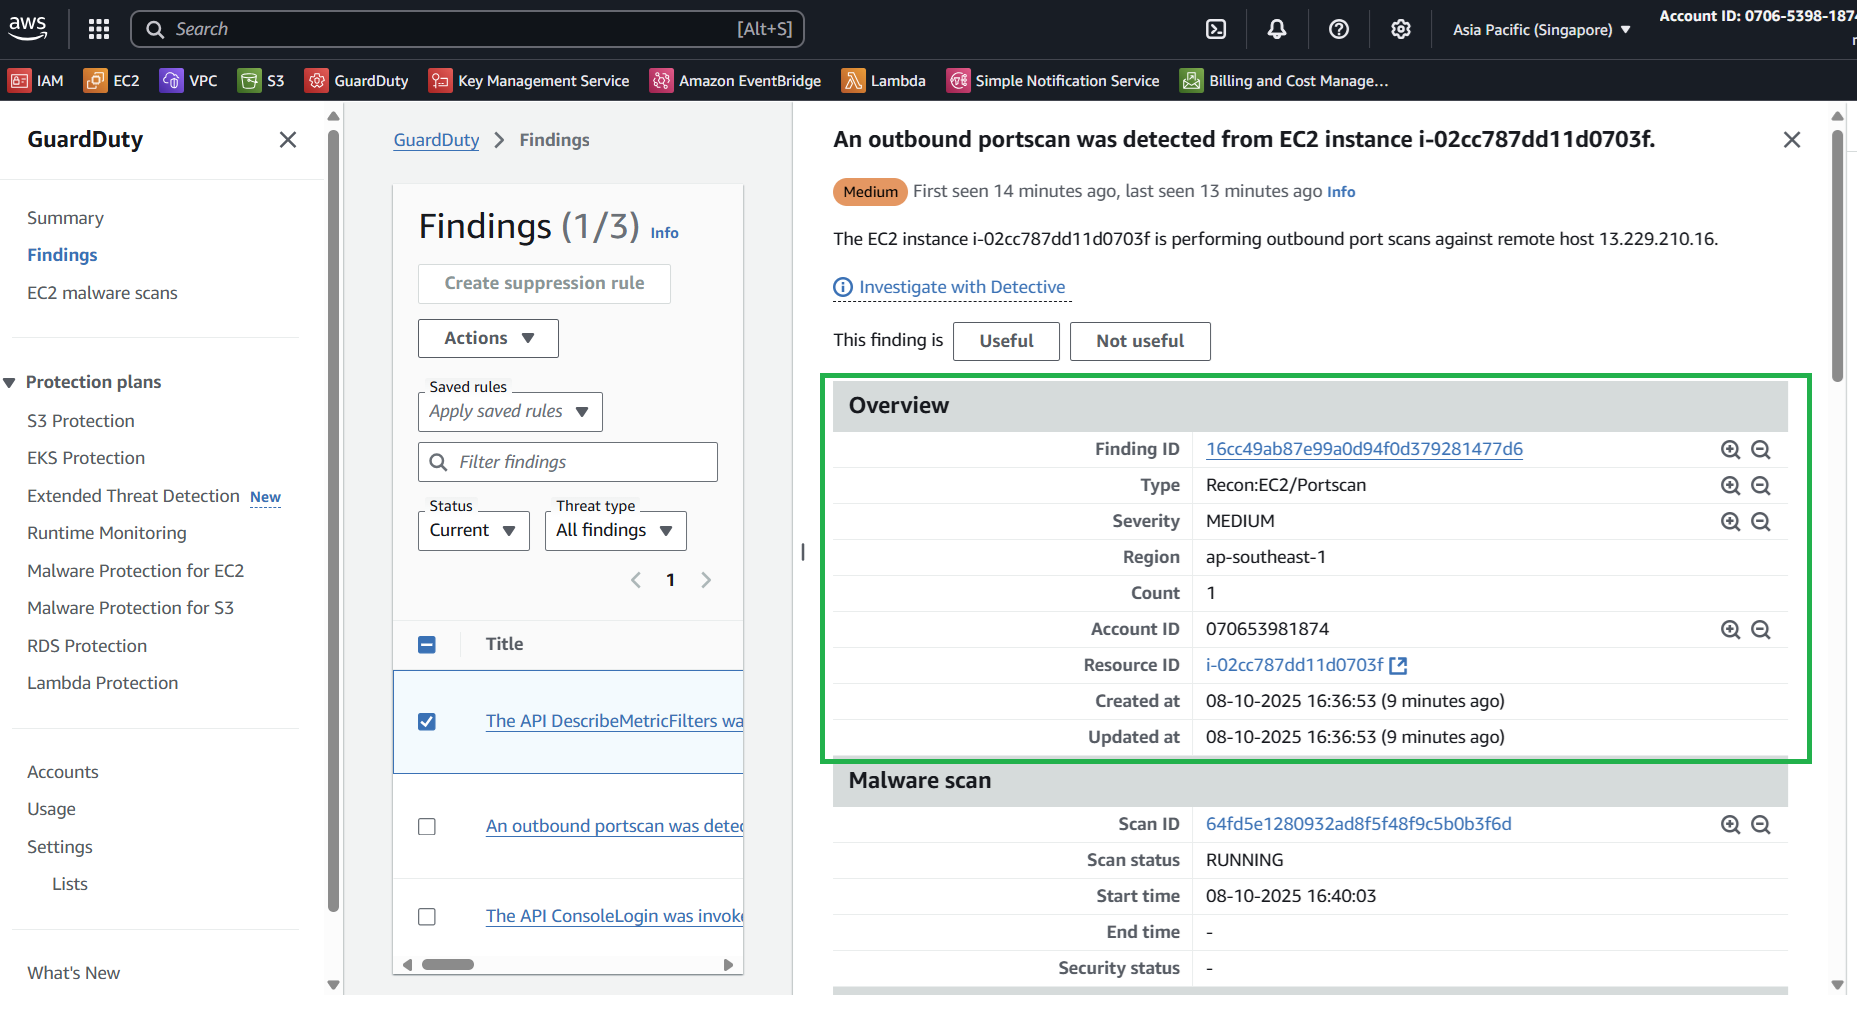 aws
Search [Alt+S]
Asia Pacific (Singapore)
Account ID: 0706-5398-187
IAM EC2 VPC S3 GuardDuty Key Management Service Amazon EventBridge Lambda Simple Notification Service Billing and Cost Manage...
GuardDuty
Summary
Findings
EC2 malware scans
Protection plans
S3 Protection
EKS Protection
Extended Threat Detection New
Runtime Monitoring
Malware Protection for EC2
Malware Protection for S3
RDS Protection
Lambda Protection
Accounts
Usage
Settings
Lists
What's New
GuardDuty > Findings
Findings (1/3) Info
Create suppression rule
Actions
Saved rules
Apply saved rules
Filter findings
Status
Current
Threat type
All findings
1
Title
The API DescribeMetricFilters wa
An outbound portscan was detec
The API ConsoleLogin was invoke
An outbound portscan was detected from EC2 instance i-02cc787dd11d0703f.
Medium First seen 14 minutes ago, last seen 13 minutes ago Info
The EC2 instance i-02cc787dd11d0703f is performing outbound port scans against remote host 13.229.210.16.
Investigate with Detective
This finding is Useful Not useful
Overview
Finding ID 16cc49ab87e99a0d94f0d379281477d6
Type Recon:EC2/Portscan
Severity MEDIUM
Region ap-southeast-1
Count 1
Account ID 070653981874
Resource ID i-02cc787dd11d0703f
Created at 08-10-2025 16:36:53 (9 minutes ago)
Updated at 08-10-2025 16:36:53 (9 minutes ago)
Malware scan
Scan ID 64fd5e1280932ad8f5f48f9c5b0b3f6d
Scan status RUNNING
Start time 08-10-2025 16:40:03
End time -
Security status -